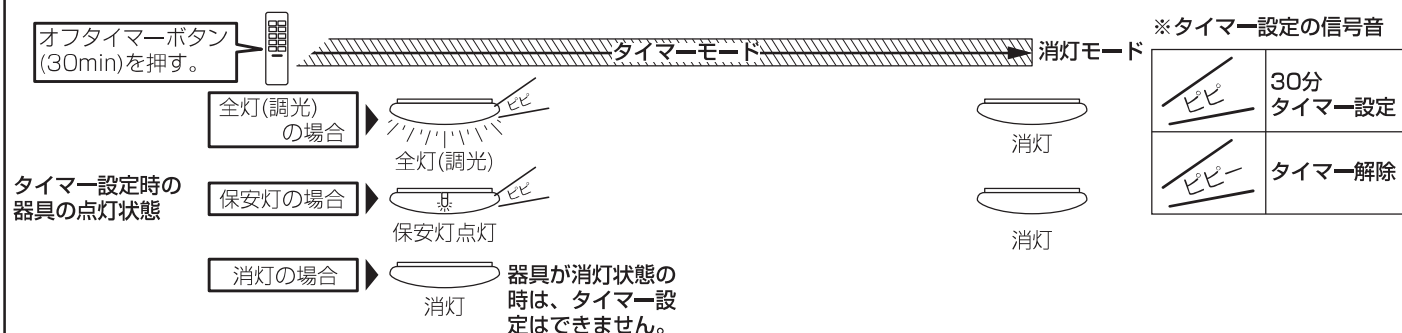 オフタイマーボタン
(30min)を押す。
タイマーモード
消灯モード
※タイマー設定の信号音
ピピ
30分
タイマー設定
ピピー
タイマー解除
タイマー設定時の
器具の点灯状態
全灯(調光)
の場合
ピピ
全灯(調光)
消灯
保安灯の場合
ピピ
保安灯点灯
消灯
消灯の場合
消灯
器具が消灯状態の
時は、タイマー設
定はできません。